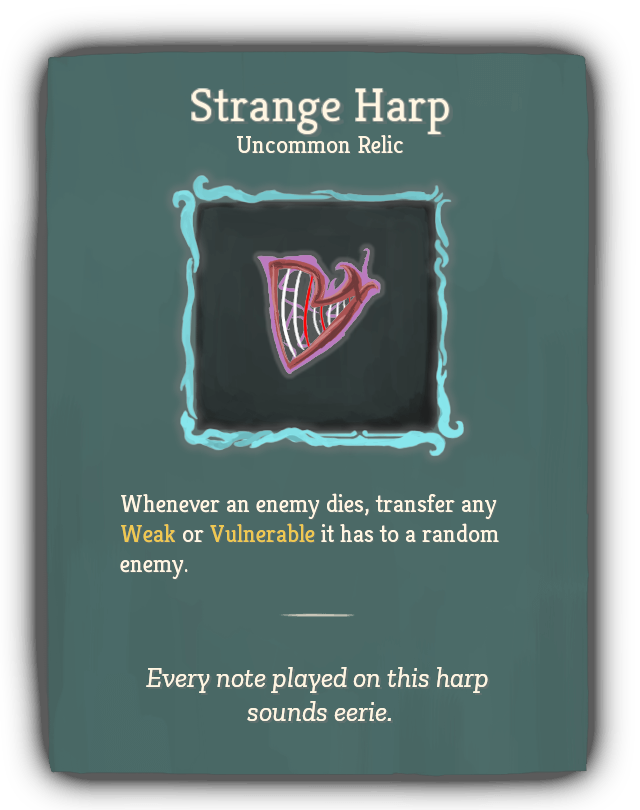 Strange Harp
Uncommon Relic
Whenever an enemy dies, transfer any
Weak or Vulnerable it has to a random
enemy.
Every note played on this harp
sounds eerie.